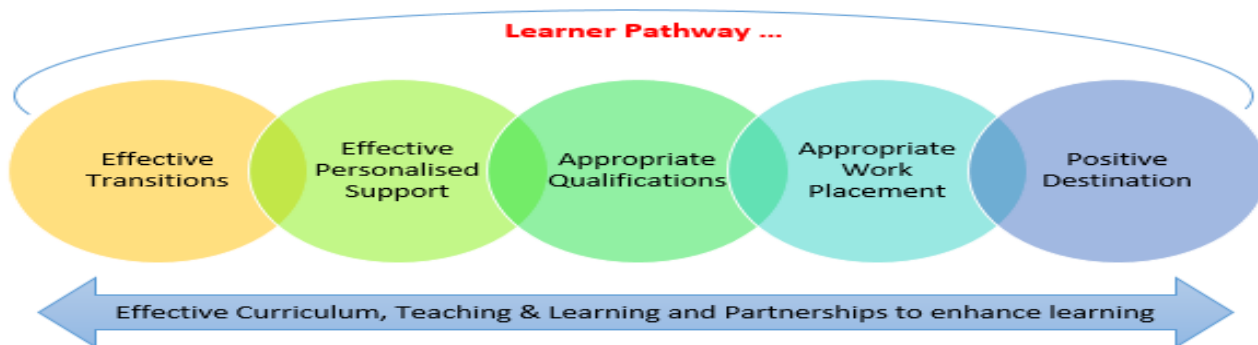 Learner Pathway ...
Effective
Transitions
Effective
Personalised
Support
Appropriate
Qualifications
Appropriate
Work
Placement
Positive
Destination
Effective Curriculum, Teaching & Learning and Partnerships to enhance learning